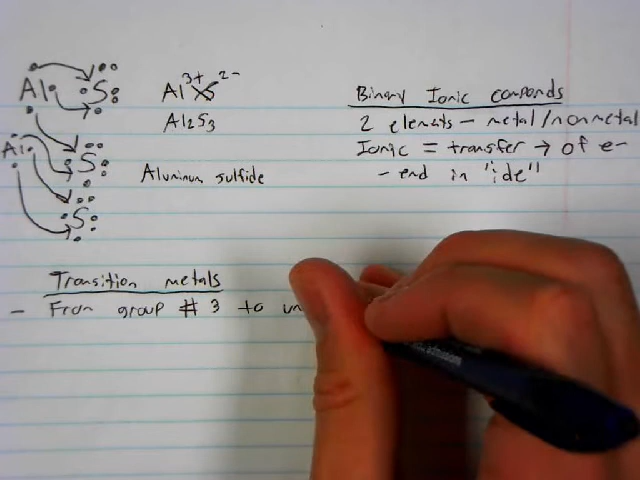 Al S
Al³⁺ S²⁻
Al₂S₃
Al S
Aluminum sulfide
S
Binary Ionic componds
2 elements - metal/nonmetal
Ionic = transfer → of e-
- end in "ide"
Transition metals
- From group # 3 to